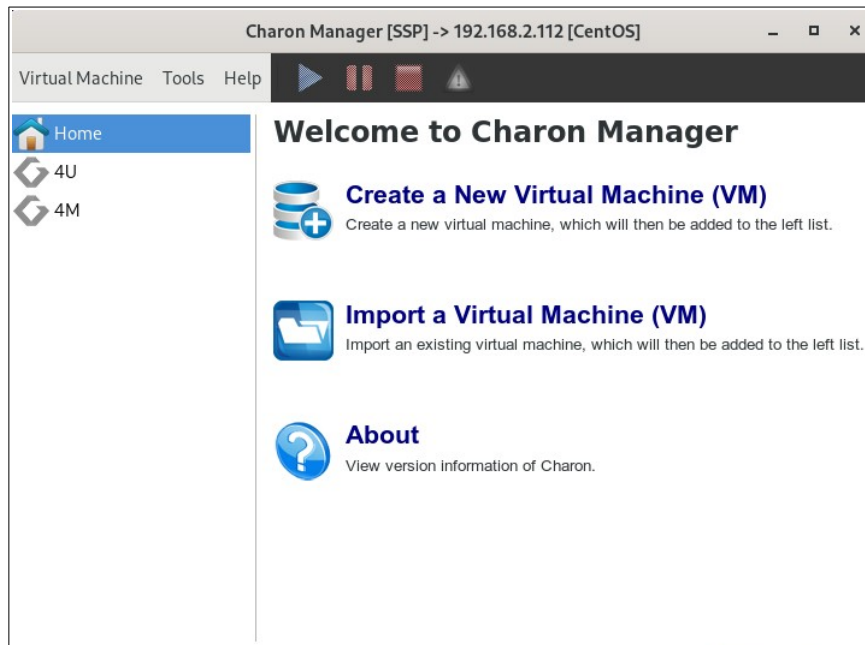 Charon Manager [SSP] -> 192.168.2.112 [CentOS]
Virtual Machine Tools Help
Home
4U
4M
Welcome to Charon Manager
Create a New Virtual Machine (VM)
Create a new virtual machine, which will then be added to the left list.
Import a Virtual Machine (VM)
Import an existing virtual machine, which will then be added to the left list.
About
View version information of Charon.